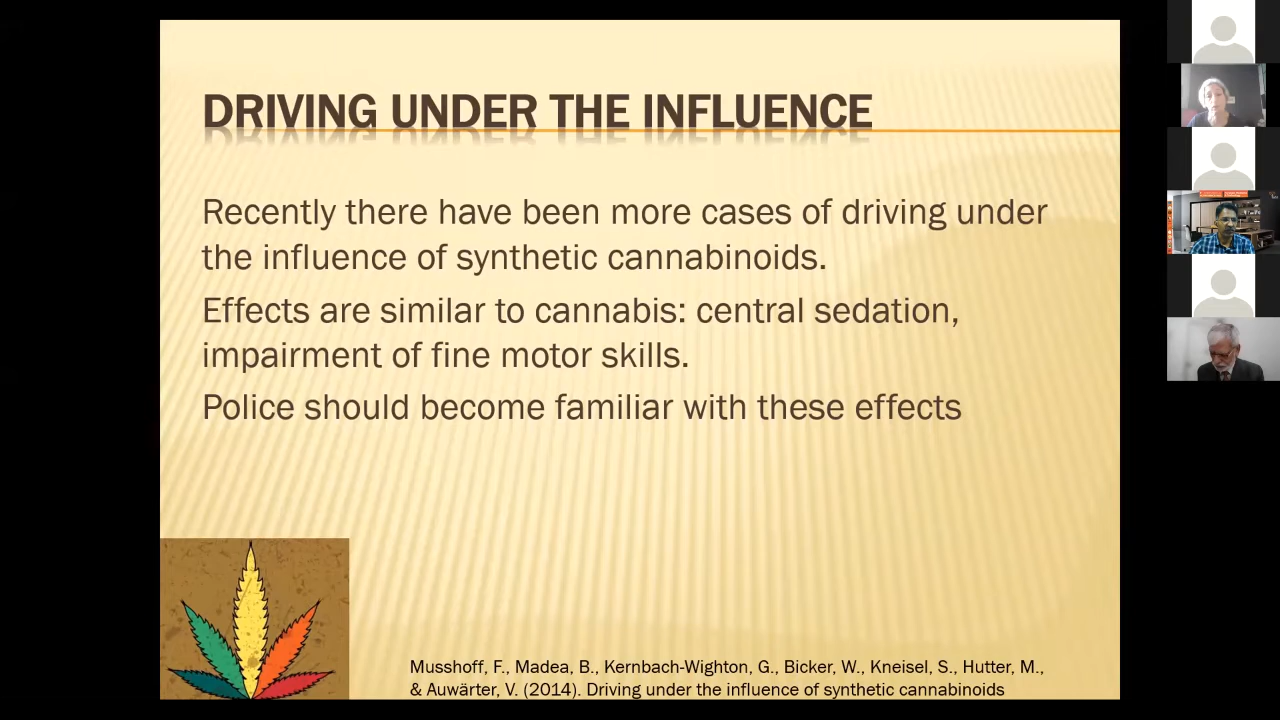 DRIVING UNDER THE INFLUENCE
Recently there have been more cases of driving under
the influence of synthetic cannabinoids.
Effects are similar to cannabis: central sedation,
impairment of fine motor skills.
Police should become familiar with these effects
Musshoff, F., Madea, B., Kernbach-Wighton, G., Bicker, W., Kneisel, S., Hutter, M.,
& Auwärter, V. (2014). Driving under the influence of synthetic cannabinoids